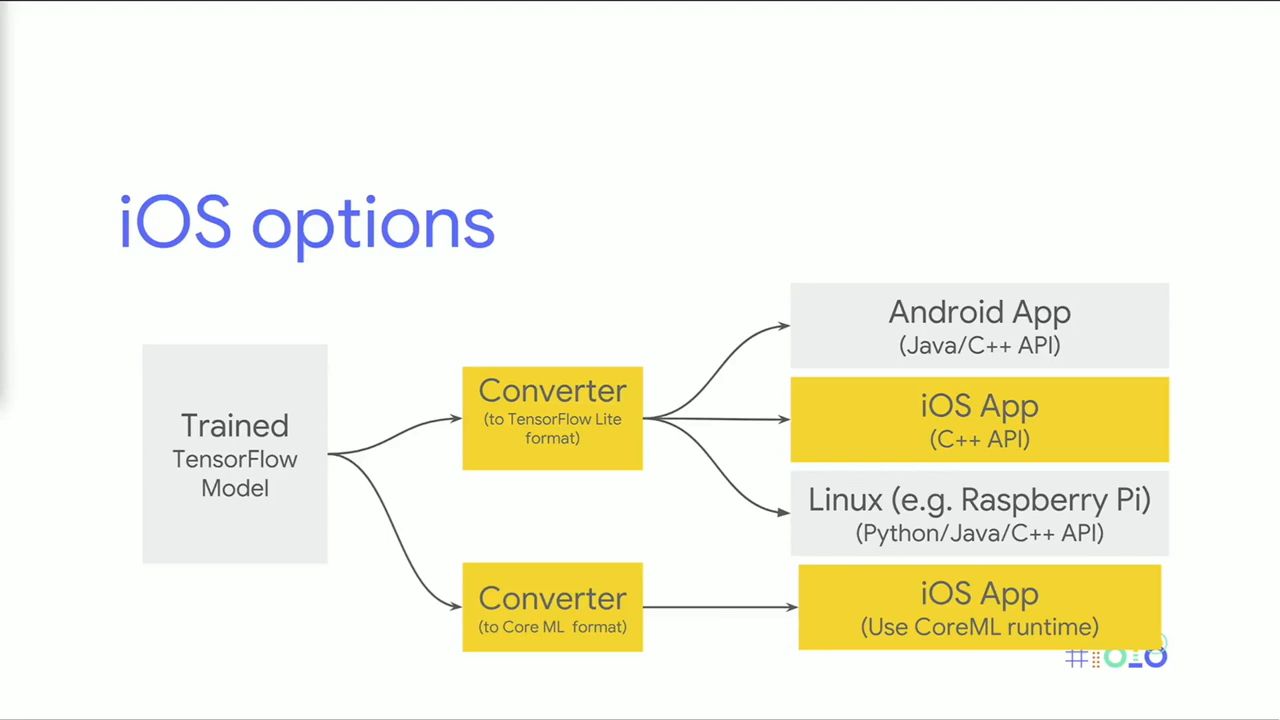 iOS options
Trained
TensorFlow
Model
Converter
(to TensorFlow Lite
format)
Converter
(to Core ML format)
Android App
(Java/C++ API)
iOS App
(C++ API)
Linux (e.g. Raspberry Pi)
(Python/Java/C++ API)
iOS App
(Use CoreML runtime)
#io18